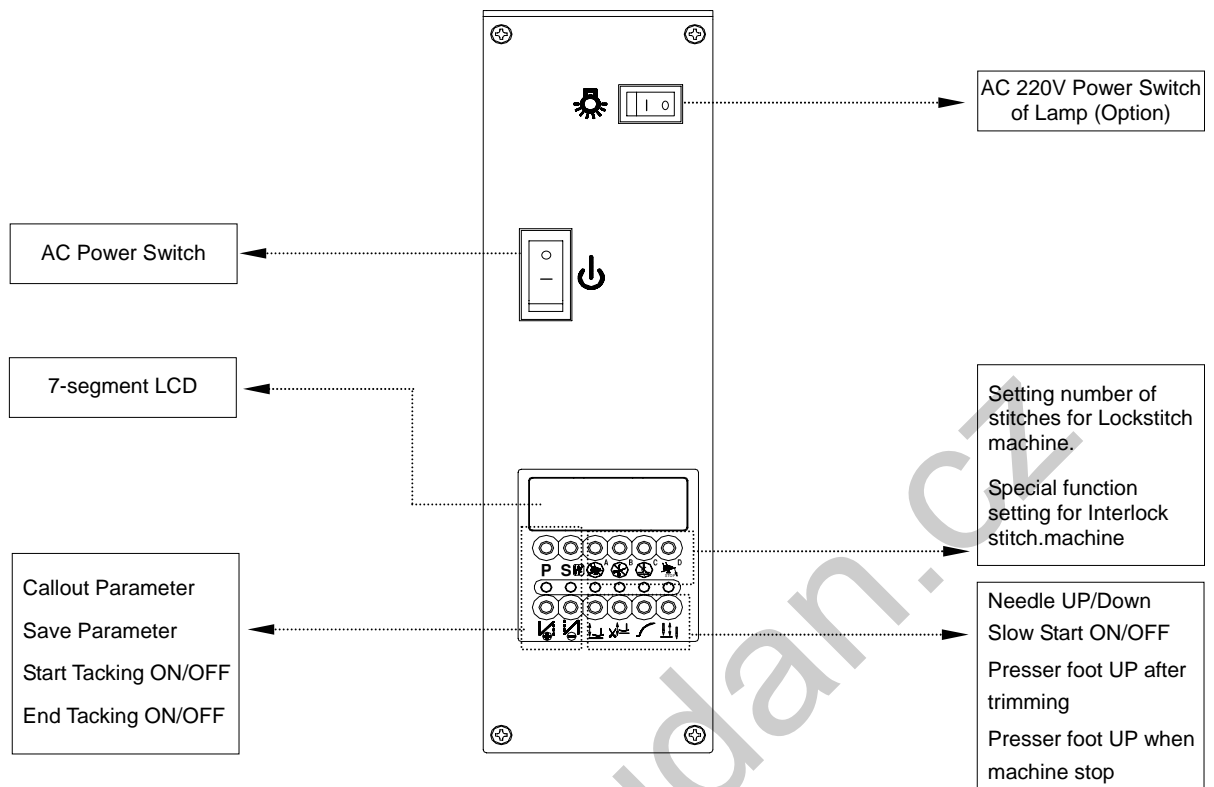 AC 220V Power Switch
of Lamp (Option)
AC Power Switch
7-segment LCD
Setting number of
stitches for Lockstitch
machine.
Special function
setting for Interlock
stitch.machine
P
A B C D
Callout Parameter
Save Parameter
Start Tacking ON/OFF
End Tacking ON/OFF
Needle UP/Down
Slow Start ON/OFF
Presser foot UP after
trimming
Presser foot UP when
machine stop
dan.cz